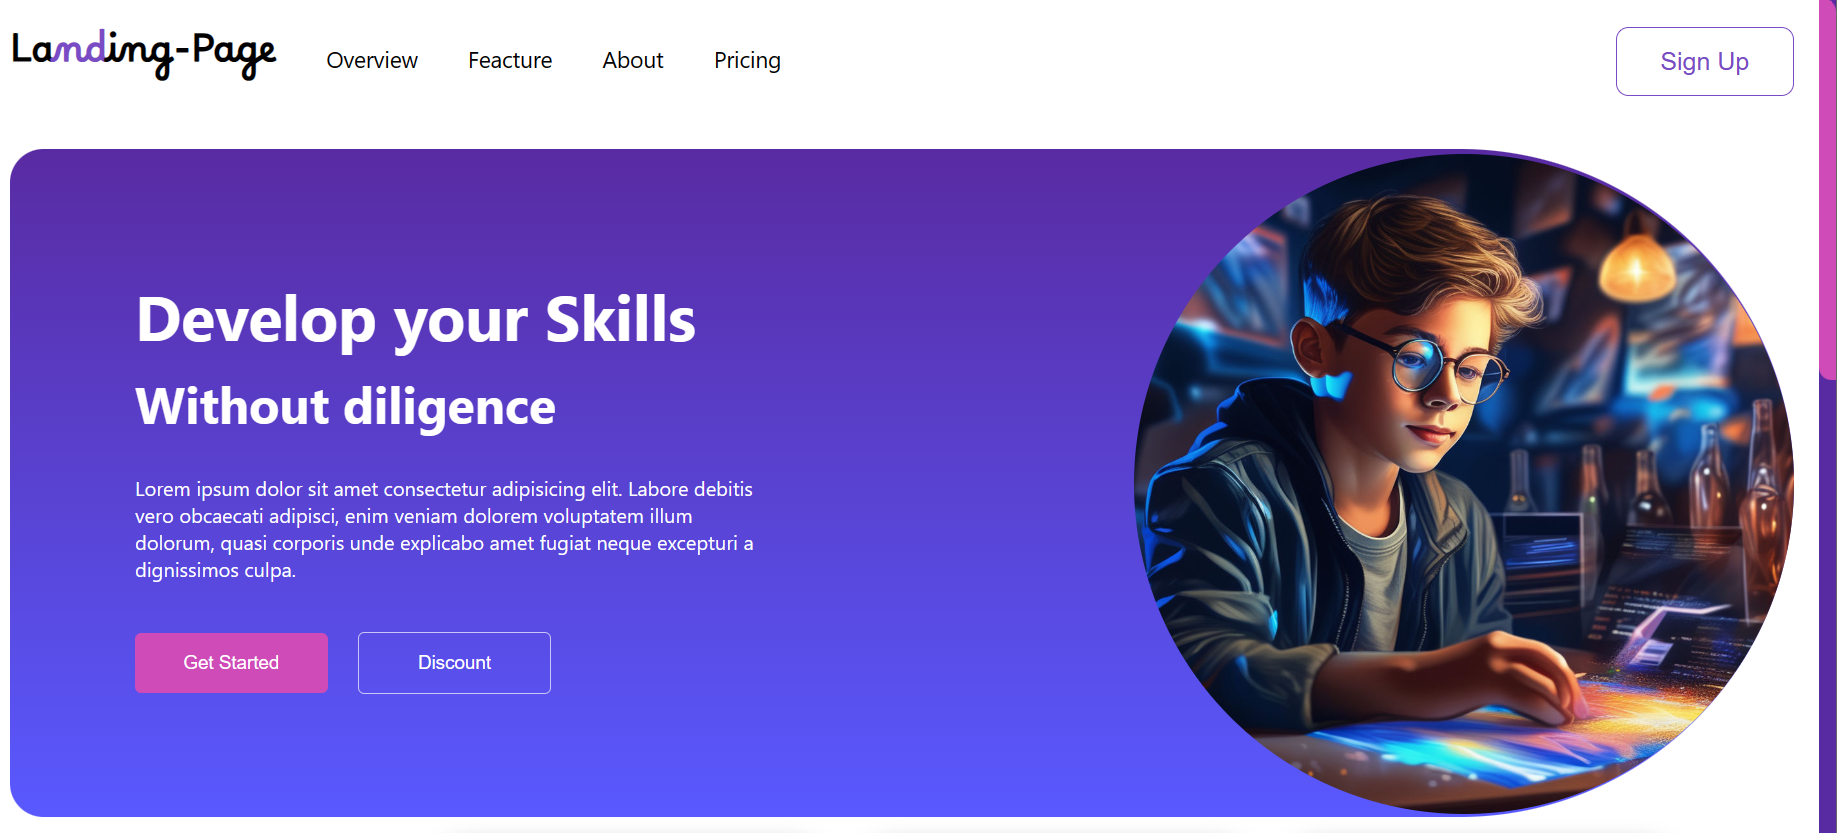 Landing-Page
Overview
Feacture
About
Pricing
Sign Up
Develop your Skills
Without diligence
Lorem ipsum dolor sit amet consectetur adipisicing elit. Labore debitis
vero obcaecati adipisci, enim veniam dolorem voluptatem illum
dolorum, quasi corporis unde explicabo amet fugiat neque excepturi a
dignissimos culpa.
Get Started
Discount